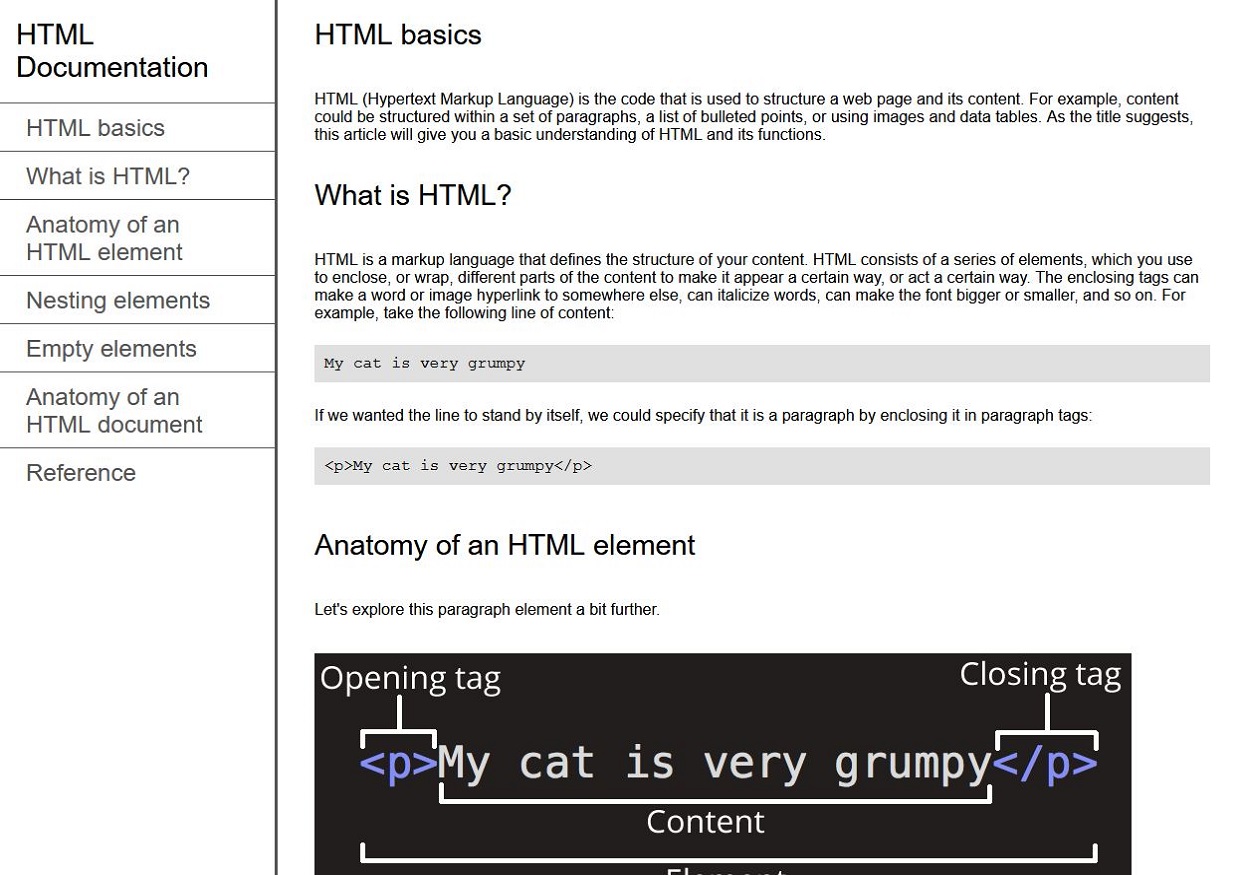 HTML
Documentation
HTML basics
What is HTML?
Anatomy of an
HTML element
Nesting elements
Empty elements
Anatomy of an
HTML document
Reference
HTML basics
HTML (Hypertext Markup Language) is the code that is used to structure a web page and its content. For example, content
could be structured within a set of paragraphs, a list of bulleted points, or using images and data tables. As the title suggests,
this article will give you a basic understanding of HTML and its functions.
What is HTML?
HTML is a markup language that defines the structure of your content. HTML consists of a series of elements, which you use
to enclose, or wrap, different parts of the content to make it appear a certain way, or act a certain way. The enclosing tags can
make a word or image hyperlink to somewhere else, can italicize words, can make the font bigger or smaller, and so on. For
example, take the following line of content:
My cat is very grumpy
If we wanted the line to stand by itself, we could specify that it is a paragraph by enclosing it in paragraph tags:
<p>My cat is very grumpy</p>
Anatomy of an HTML element
Let's explore this paragraph element a bit further.
Opening tag
Closing tag
<p>My cat is very grumpy</p>
Content